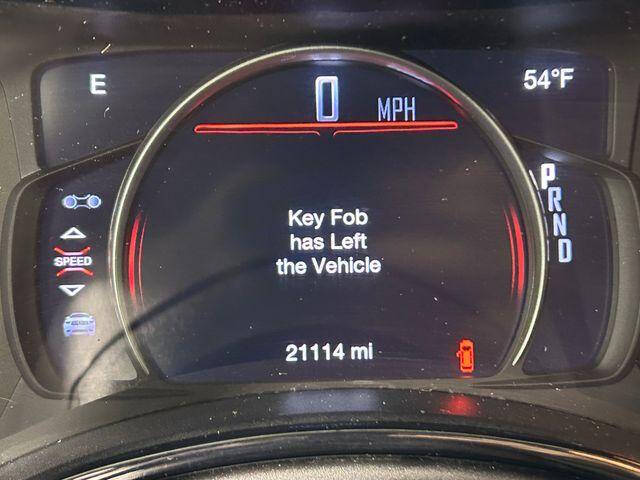 E
54°F
0 MPH
P
R
N
D
SPEED
Key Fob
has Left
the Vehicle
21114 mi